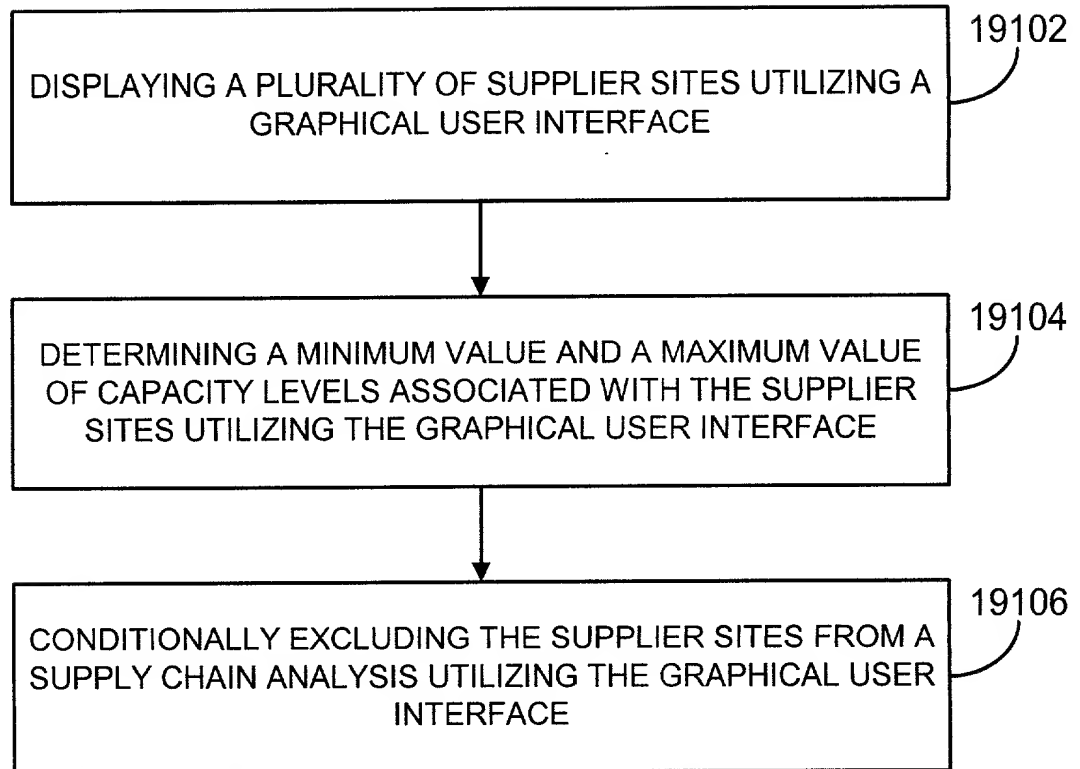 19102
DISPLAYING A PLURALITY OF SUPPLIER SITES UTILIZING A
GRAPHICAL USER INTERFACE
19104
DETERMINING A MINIMUM VALUE AND A MAXIMUM VALUE
OF CAPACITY LEVELS ASSOCIATED WITH THE SUPPLIER
SITES UTILIZING THE GRAPHICAL USER INTERFACE
19106
CONDITIONALLY EXCLUDING THE SUPPLIER SITES FROM A
SUPPLY CHAIN ANALYSIS UTILIZING THE GRAPHICAL USER
INTERFACE